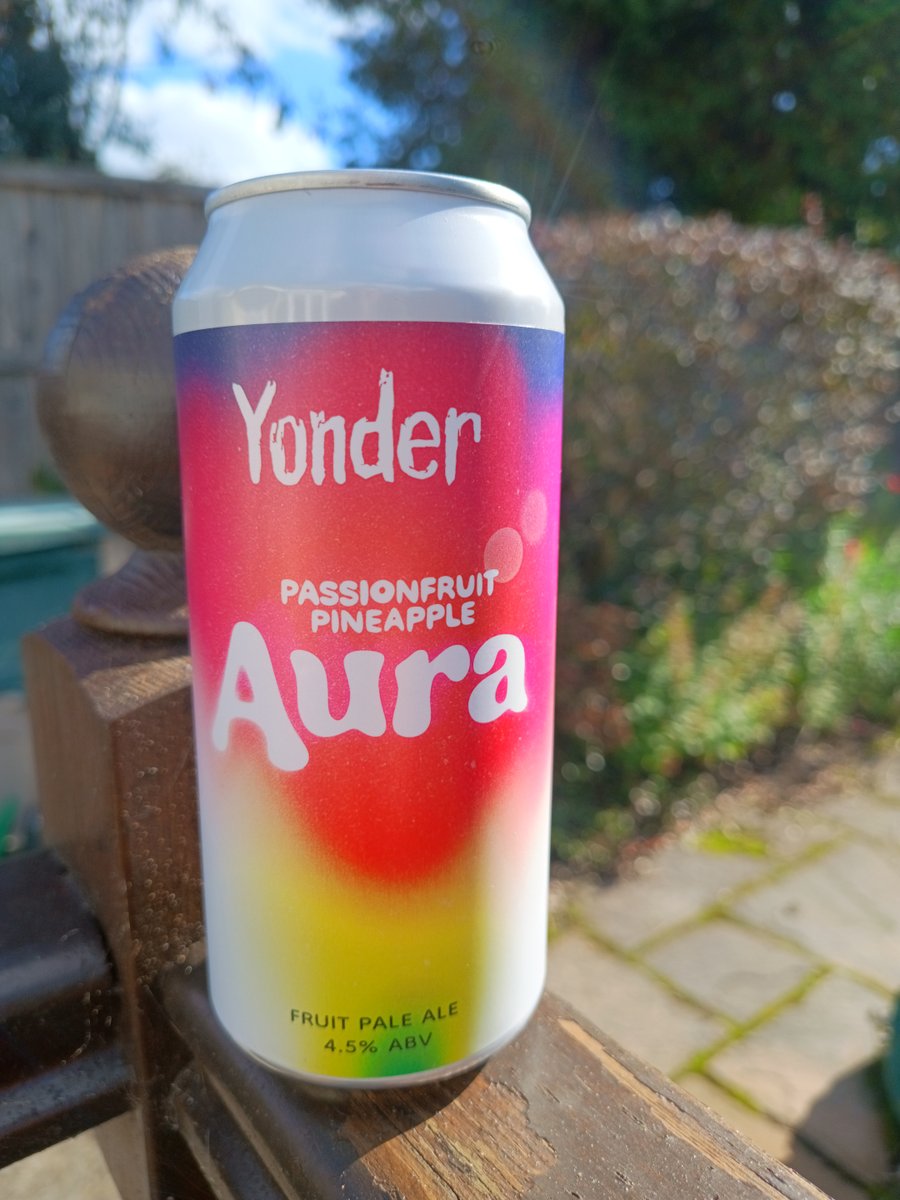 Yonder
PASSIONFRUIT
PINEAPPLE
Aura
FRUIT PALE ALE
4.5% ABV